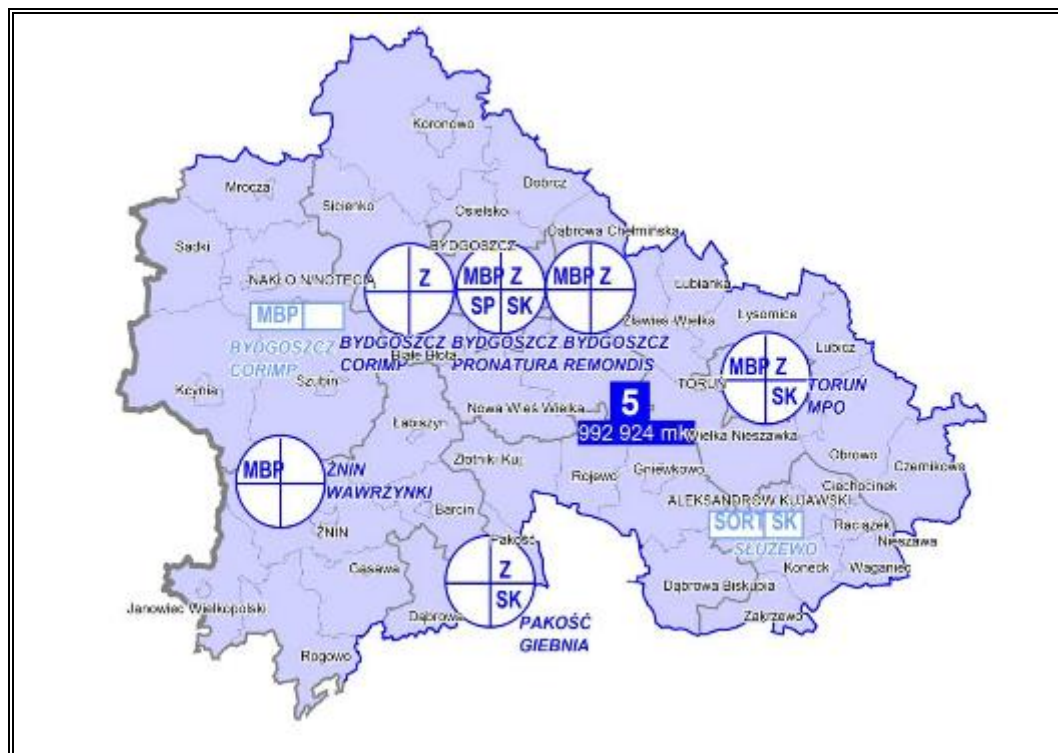 Koronowo
Mrocza
Dobrcz
Sicienko
Osielsko
Sadki
Dąbrowa Chełmińska
BYDGOSZCZ
NAKŁO N/NOTECIĄ
Z
MBP Z
SP SK
MBP Z
Łubianka
Łysomice
MBP
Zławieś Wielka
Lubicz
BYDGOSZCZ
CORIMP
BYDGOSZCZ
CORIMP
BYDGOSZCZ
PRONATURA
BYDGOSZCZ
REMONDIS
Białe Błota
MBP Z
SK
TORUŃ
TORUŃ
MPO
Kcynia
Szubin
5
992 924 mk
Nowa Wieś Wielka
Łabiszyn
Wielka Nieszawka
Obrowo
Złotniki Kuj
Czernikowo
MBP
ŻNIN
WAWRZYNKI
Rojewo
Gniewkowo
Ciechocinek
ALEKSANDRÓW KUJAWSKI
Barcin
SORT SK
Raciążek
SŁUŻEWO
Nieszawa
ŻNIN
Pakość
Gąsawa
Z
SK
Koneck
Waganiec
Dąbrowa Biskupia
Janowiec Wielkopolski
Dąbrowa
Zakrzewo
PAKOŚĆ
GIEBNIA
Rogowo